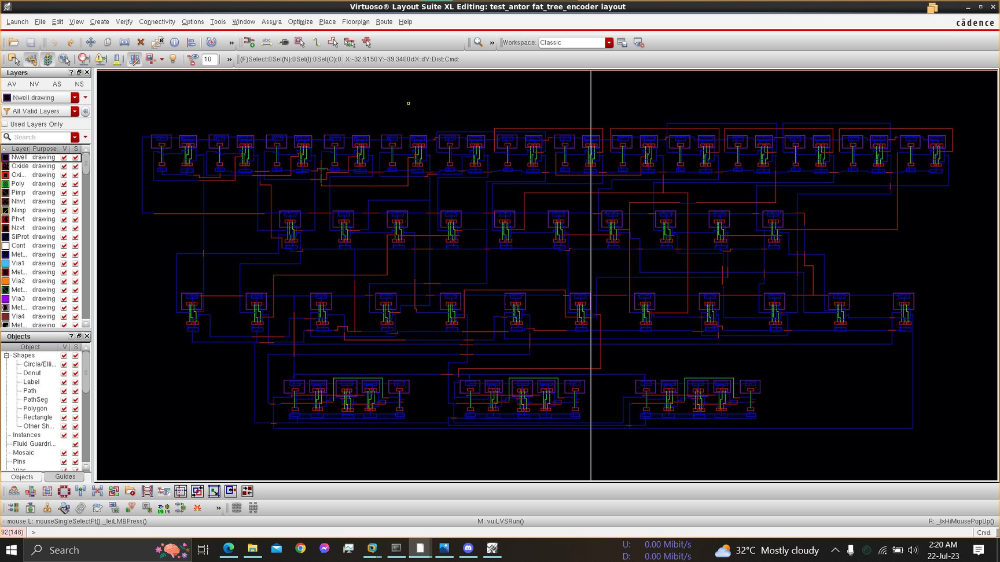 Virtuoso® Layout Suite XL Editing: test_antor fat_tree_encoder layout
Launch File Edit View Create Verify Connectivity Options Tools Window Assura Optimize Place Floorplan Route Help
cādence
Workspace: Classic
10 (F)Select:0 Sel(N):0 Sel(I):0 Sel(O):0 X:-32.9150 Y:-39.3400 dX: dY: Dist: Cmd:
Layers
AV NV AS NS
Nwell drawing
All Valid Layers
Used Layers Only
Search
Layer Purpose V S
Nwell drawing
Oxide drawing
Oxi... drawing
Poly drawing
Pimp drawing
Nhvt drawing
Nimp drawing
Phvt drawing
Nzvt drawing
SiProt drawing
Cont drawing
Met... drawing
Via1 drawing
Met... drawing
Via2 drawing
Met... drawing
Via3 drawing
Met... drawing
Via4 drawing
Met... drawing
Objects
Object V S
Shapes
Circle/Elli...
Donut
Label
Path
PathSeg
Polygon
Rectangle
Other Sh...
Instances
Fluid Guardri...
Mosaic
Pins
Vias
Objects Guides
mouse L: mouseSingleSelectPt() _leiLMBPress() M: vuiLVSRun() R: _lxHiMousePopUp()
92(146) > Cmd:
Search
U: 0.00 Mibit/s
D: 0.00 Mibit/s
32°C Mostly cloudy
2:20 AM
22-Jul-23